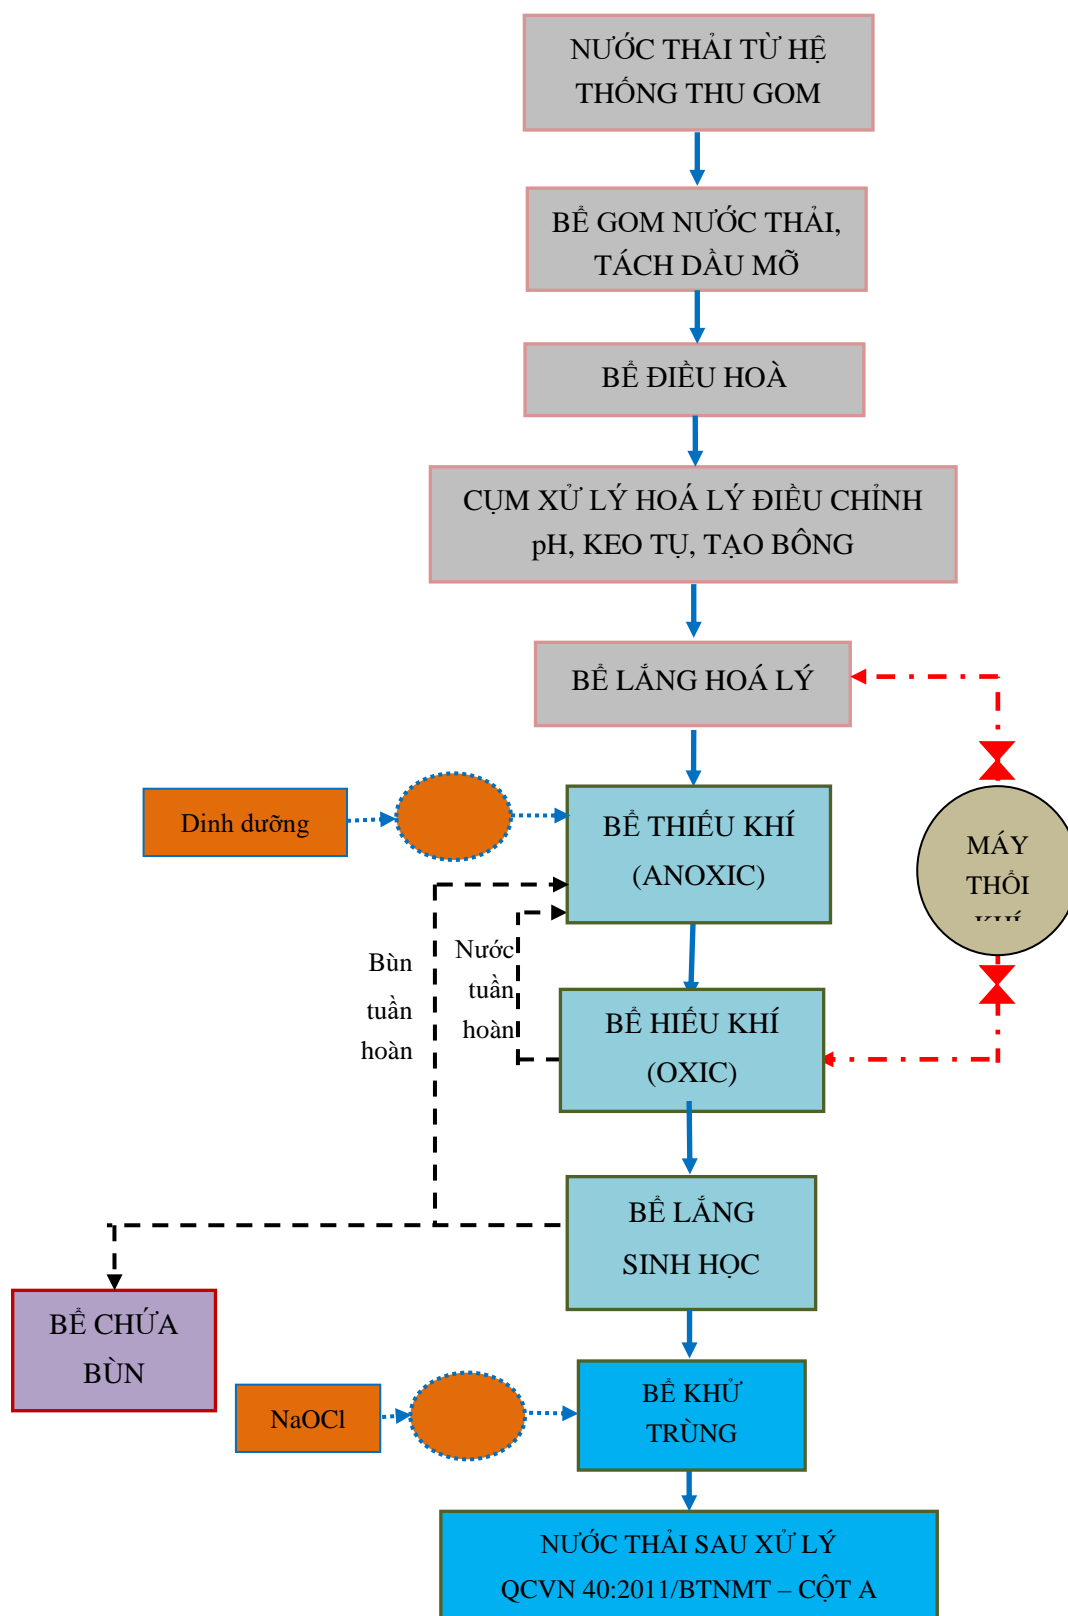 NƯỚC THẢI TỪ HỆ
THỐNG THU GOM
BỂ GOM NƯỚC THẢI,
TÁCH DẦU MỠ
BỂ ĐIỀU HOÀ
CỤM XỬ LÝ HOÁ LÝ ĐIỀU CHỈNH
pH, KEO TỤ, TẠO BÔNG
BỂ LẮNG HOÁ LÝ
Dinh dưỡng
BỂ THIẾU KHÍ
(ANOXIC)
MÁY
THỔI
KHÍ
Bùn
tuần
hoàn
Nước
tuần
hoàn
BỂ HIẾU KHÍ
(OXIC)
BỂ LẮNG
SINH HỌC
BỂ CHỨA
BÙN
NaOCl
BỂ KHỬ
TRÙNG
NƯỚC THẢI SAU XỬ LÝ
QCVN 40:2011/BTNMT – CỘT A